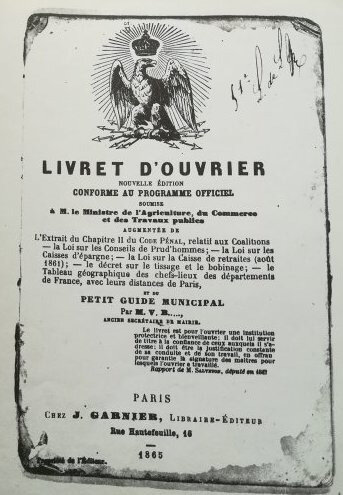 LIVRET D'OUVRIER
NOUVELLE ÉDITION
CONFORME AU PROGRAMME OFFICIEL
SOUMISE
à M. le Ministre de l'Agriculture, du Commerce
et des Travaux publics
AUGMENTÉE DE
L'Extrait du Chapitre II du CODE PÉNAL, relatif aux Coalitions
— la Loi sur les Conseils de Prud'hommes; — la Loi sur les
Caisses d'épargne; — la Loi sur la Caisse de retraites (août
1861); — le décret sur le tissage et le bobinage; — le
Tableau géographique des chefs-lieux des départements
de France, avec leurs distances de Paris,
ET DU
PETIT GUIDE MUNICIPAL
Par M. V. B.....,
ANCIEN SECRÉTAIRE DE MAIRIE.
Le livret est pour l'ouvrier une institution
protectrice et bienveillante; il doit lui servir
de titre à la confiance de ceux auxquels il s'a-
dresse; il doit être la justification constante
de sa conduite et de son travail, en offrant
pour garantie la signature des maîtres pour
lesquels l'ouvrier a travaillé.
Rapport de M. député en
PARIS
CHEZ J. GARNIER, LIBRAIRE-ÉDITEUR
Rue Hautefeuille, 16
1865
Propriété de l'Éditeur.